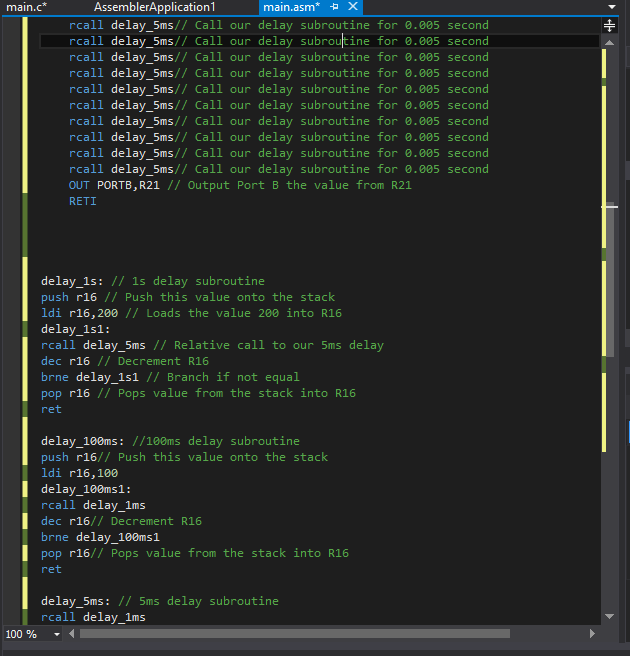 main.c*   AssemblerApplication1   main.asm*
rcall delay_5ms// Call our delay subroutine for 0.005 second
rcall delay_5ms// Call our delay subroutine for 0.005 second
rcall delay_5ms// Call our delay subroutine for 0.005 second
rcall delay_5ms// Call our delay subroutine for 0.005 second
rcall delay_5ms// Call our delay subroutine for 0.005 second
rcall delay_5ms// Call our delay subroutine for 0.005 second
rcall delay_5ms// Call our delay subroutine for 0.005 second
rcall delay_5ms// Call our delay subroutine for 0.005 second
rcall delay_5ms// Call our delay subroutine for 0.005 second
rcall delay_5ms// Call our delay subroutine for 0.005 second
OUT PORTB,R21 // Output Port B the value from R21
RETI
delay_1s: // 1s delay subroutine
push r16 // Push this value onto the stack
ldi r16,200 // Loads the value 200 into R16
delay_1s1:
rcall delay_5ms // Relative call to our 5ms delay
dec r16 // Decrement R16
brne delay_1s1 // Branch if not equal
pop r16 // Pops value from the stack into R16
ret
delay_100ms: //100ms delay subroutine
push r16// Push this value onto the stack
ldi r16,100
delay_100ms1:
rcall delay_1ms
dec r16// Decrement R16
brne delay_100ms1
pop r16// Pops value from the stack into R16
ret
delay_5ms: // 5ms delay subroutine
rcall delay_1ms
100 %